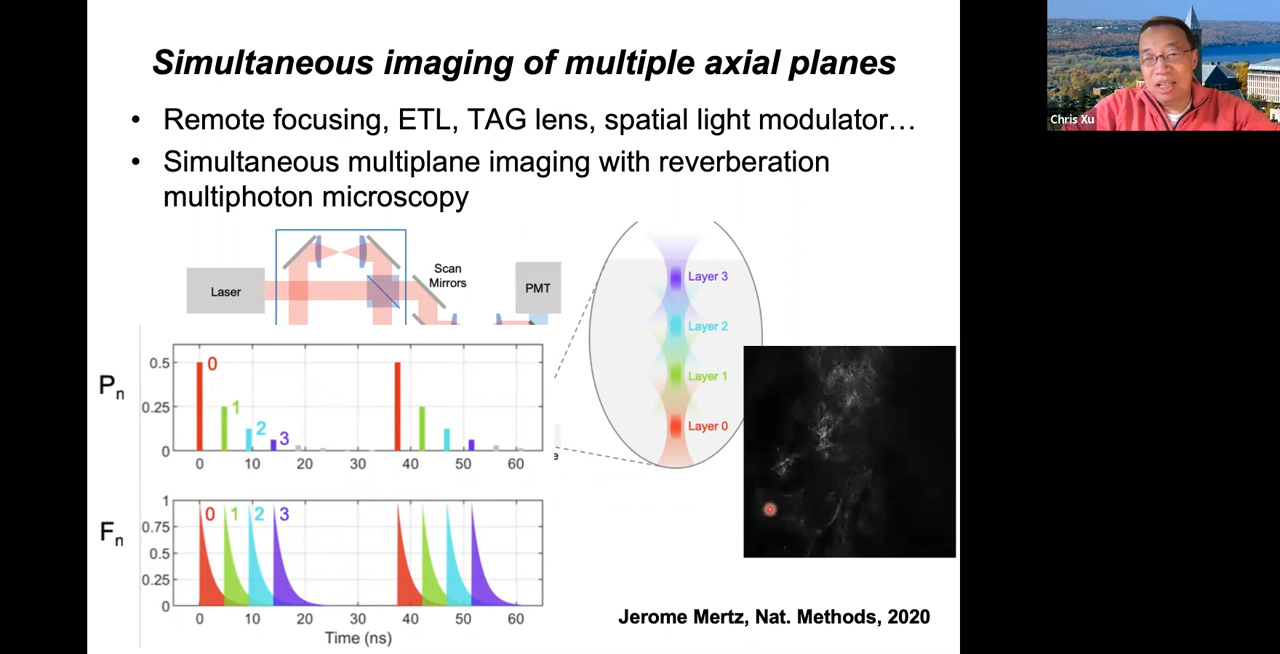 Simultaneous imaging of multiple axial planes
• Remote focusing, ETL, TAG lens, spatial light modulator…
• Simultaneous multiplane imaging with reverberation
multiphoton microscopy
Chris Xu
Laser
Scan
Mirrors
PMT
Layer 3
Layer 2
Layer 1
Layer 0
Pn
0.5
0.25
0
0
1
2
3
0 10 20 30 40 50 60
e
Fn
1
0.75
0.5
0.25
0
0 1 2 3
0 10 20 30 40 50 60
Time (ns)
Jerome Mertz, Nat. Methods, 2020